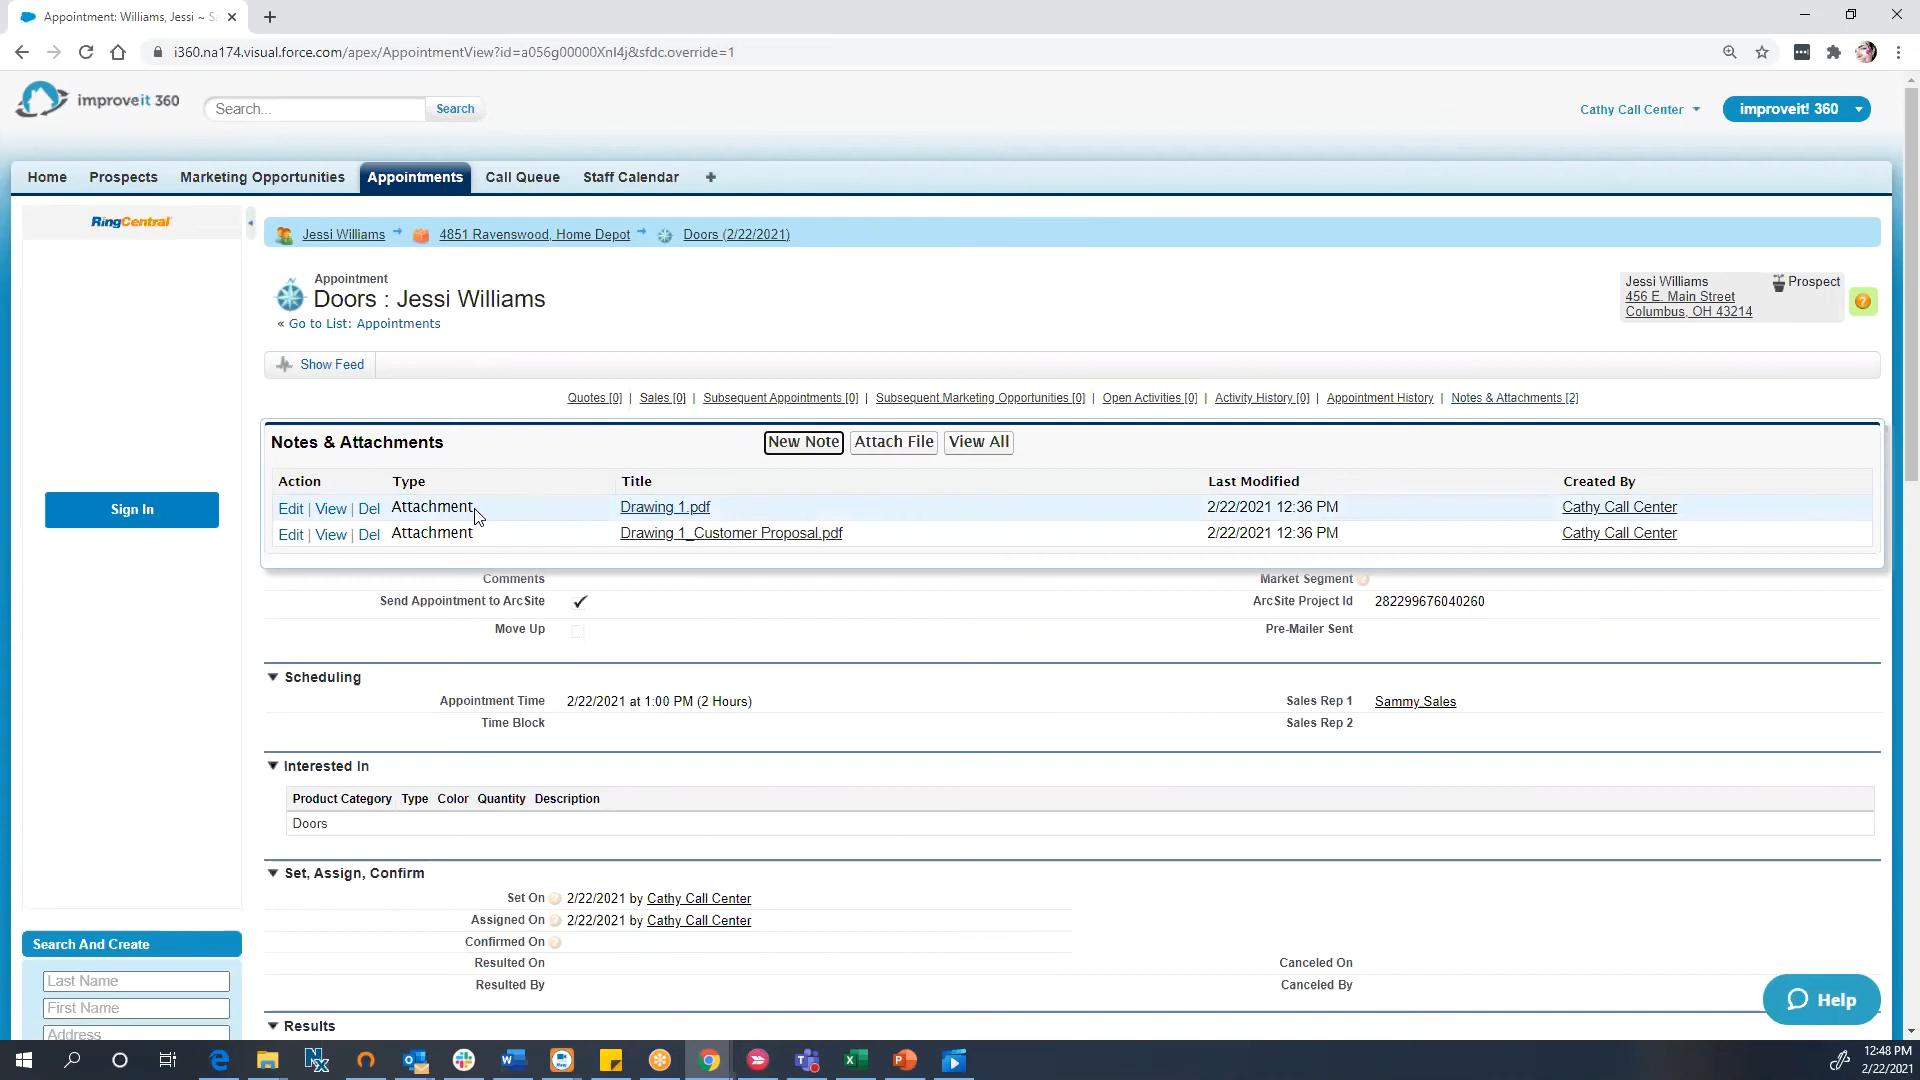 Appointment: Williams, Jessi ~ S
i360.na174.visual.force.com/apex/AppointmentView?id=a056g00000XnI4j&sfdc.override=1
improveit 360
Search...
Search
Cathy Call Center
improveit! 360
Home
Prospects
Marketing Opportunities
Appointments
Call Queue
Staff Calendar
RingCentral
Jessi Williams
4851 Ravenswood, Home Depot
Doors (2/22/2021)
Appointment
Doors : Jessi Williams
« Go to List: Appointments
Jessi Williams
Prospect
456 E. Main Street
Columbus, OH 43214
Show Feed
Quotes [0] | Sales [0] | Subsequent Appointments [0] | Subsequent Marketing Opportunities [0] | Open Activities [0] | Activity History [0] | Appointment History | Notes & Attachments [2]
Notes & Attachments
New Note
Attach File
View All
Action Type Title Last Modified Created By
Edit | View | Del Attachment Drawing 1.pdf 2/22/2021 12:36 PM Cathy Call Center
Edit | View | Del Attachment Drawing 1_Customer Proposal.pdf 2/22/2021 12:36 PM Cathy Call Center
Comments
Market Segment
Send Appointment to ArcSite
ArcSite Project Id 282299676040260
Move Up
Pre-Mailer Sent
Scheduling
Appointment Time 2/22/2021 at 1:00 PM (2 Hours)
Sales Rep 1 Sammy Sales
Time Block
Sales Rep 2
Interested In
Product Category Type Color Quantity Description
Doors
Set, Assign, Confirm
Set On 2/22/2021 by Cathy Call Center
Assigned On 2/22/2021 by Cathy Call Center
Confirmed On
Resulted On
Canceled On
Resulted By
Canceled By
Results
Sign In
Search And Create
Last Name
First Name
Address
Help
12:48 PM
2/22/2021